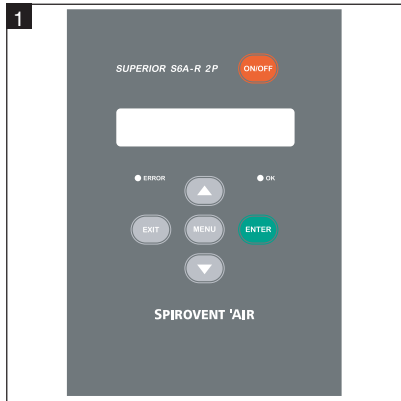 1
SUPERIOR S6A-R 2P
ON/OFF
ERROR
OK
EXIT
MENU
ENTER
SPIROVENT 'AIR